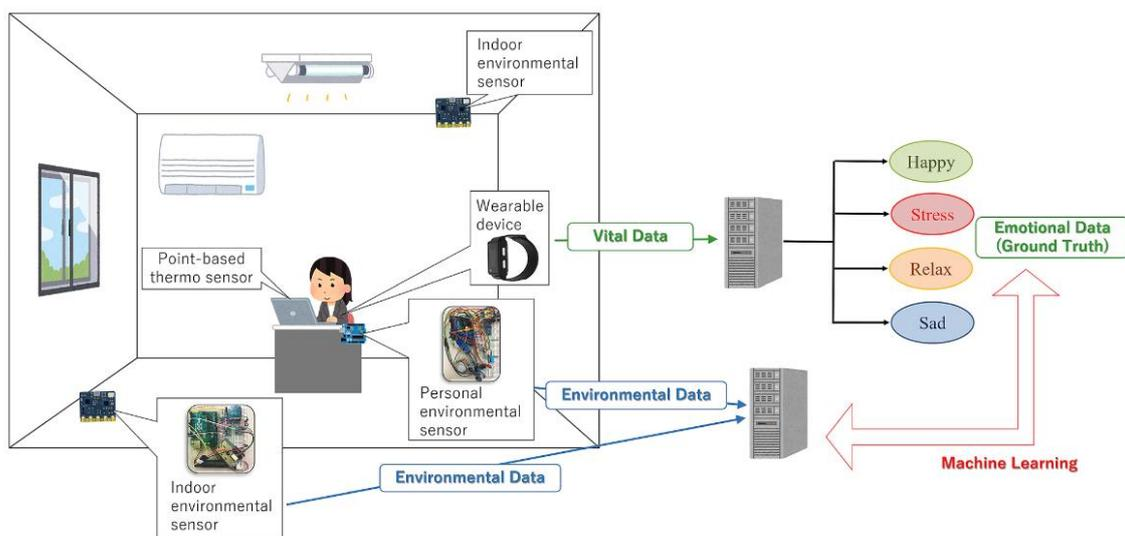 Indoor
environmental
sensor
Wearable
device
Point-based
thermo sensor
Personal
environmental
sensor
Indoor
environmental
sensor
Vital Data
Environmental Data
Environmental Data
Happy
Stress
Relax
Sad
Emotional Data
(Ground Truth)
Machine Learning